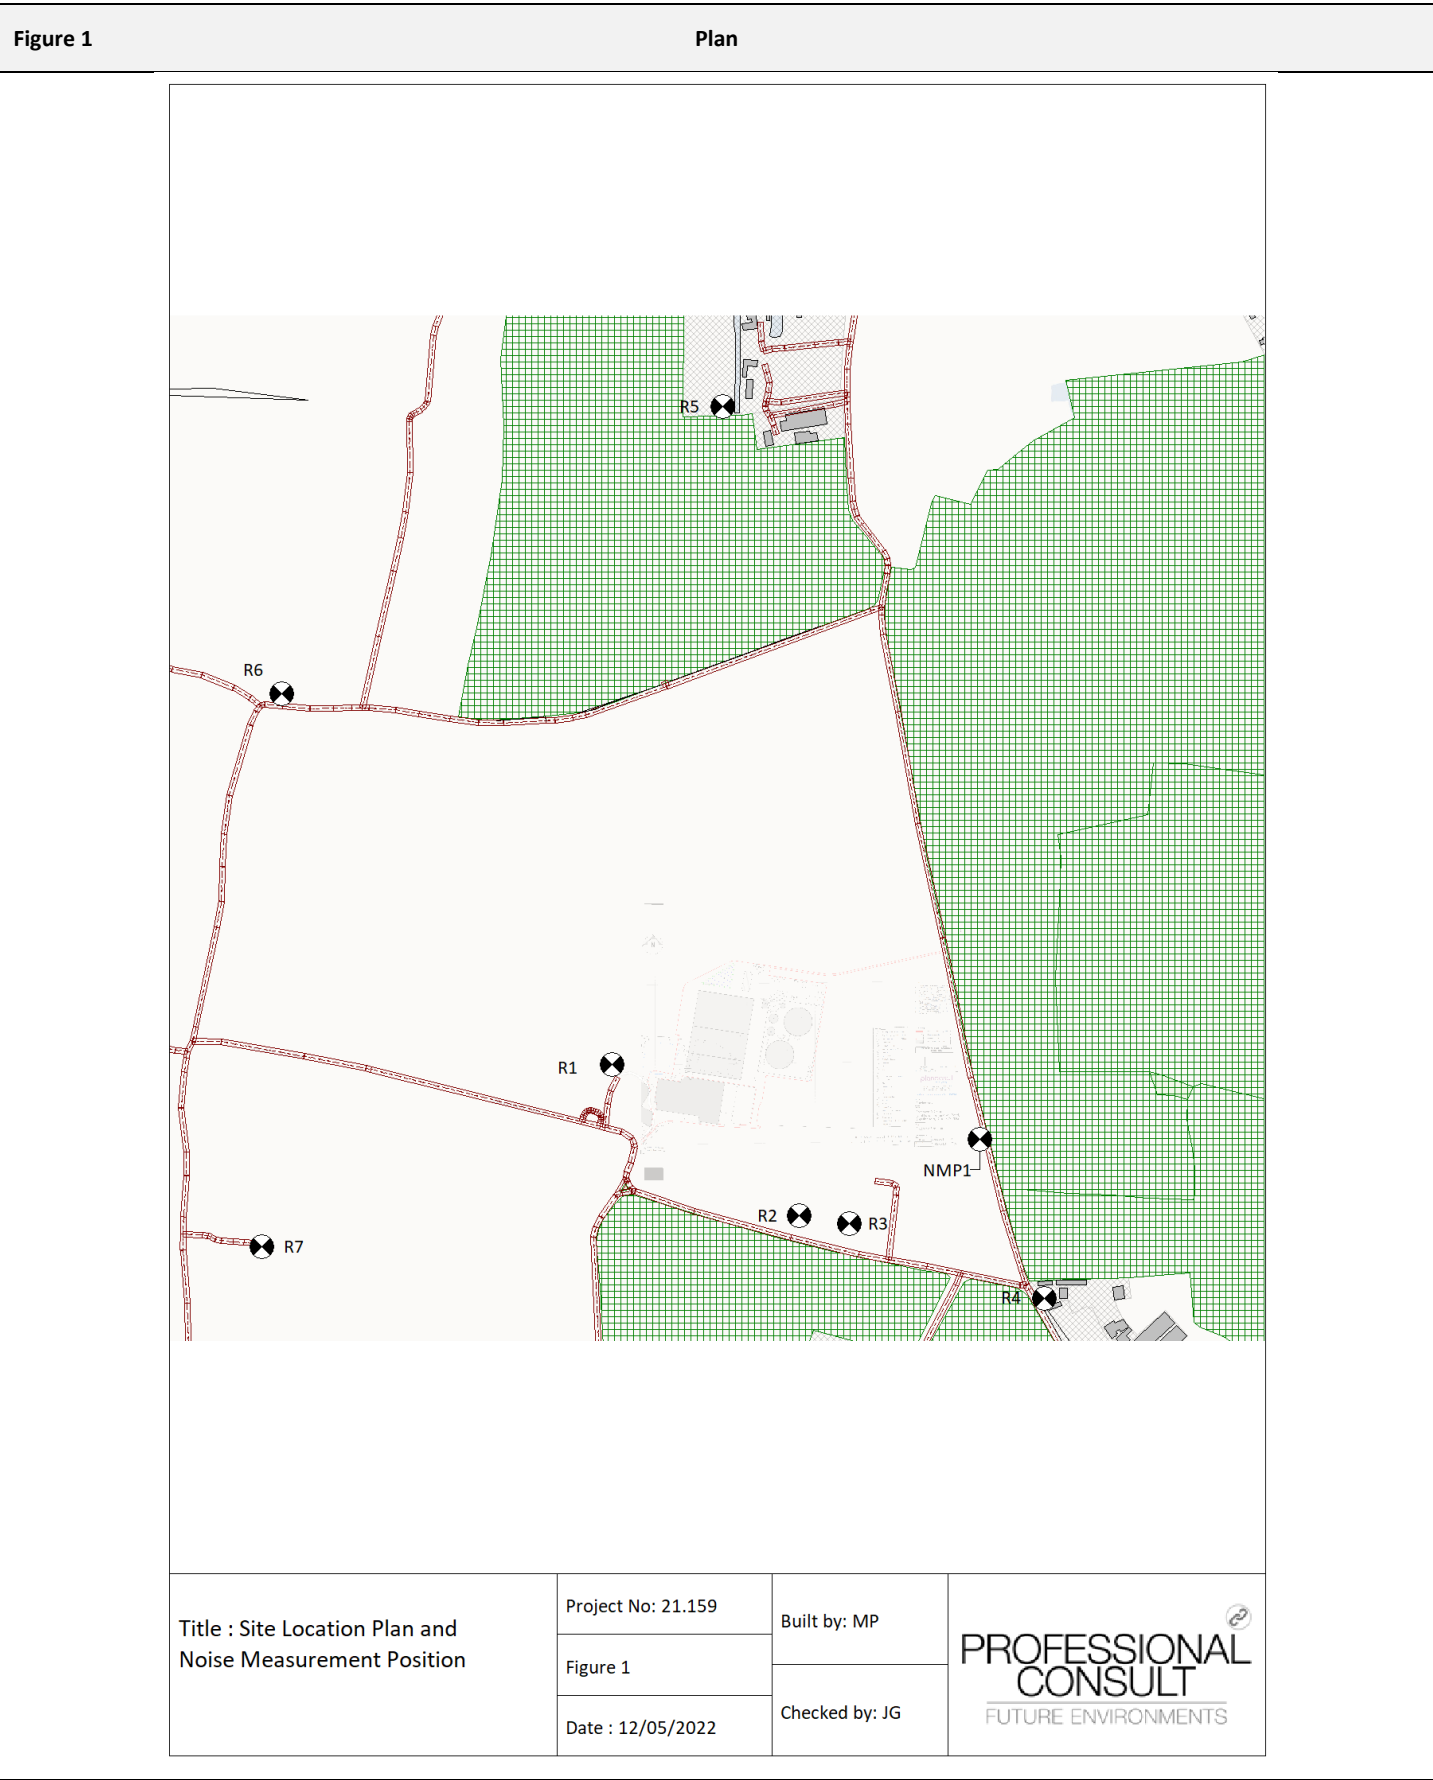 Figure 1
Plan
R5
R6
R1
NMP1
R2
R3
R7
R4
Title : Site Location Plan and
Noise Measurement Position
Project No: 21.159
Figure 1
Date : 12/05/2022
Built by: MP
Checked by: JG
PROFESSIONAL
CONSULT
FUTURE ENVIRONMENTS